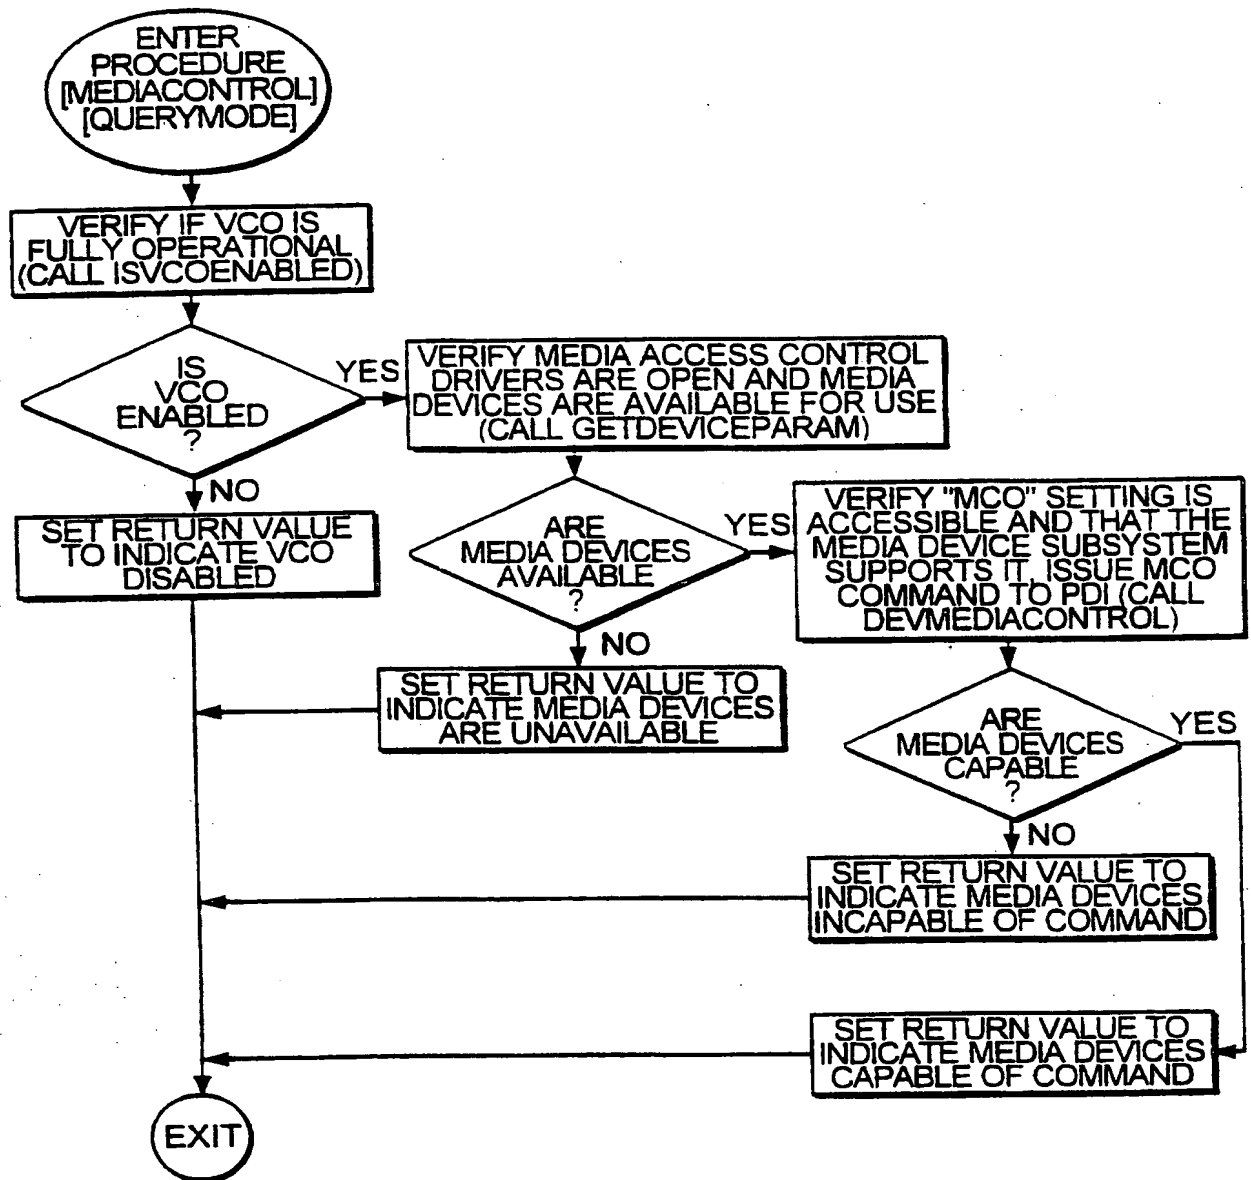 ENTER
PROCEDURE
[MEDIACONTROL]
[QUERYMODE]
VERIFY IF VCO IS
FULLY OPERATIONAL
(CALL ISVCOENABLED)
IS
VCO
ENABLED
?
YES
NO
VERIFY MEDIA ACCESS CONTROL
DRIVERS ARE OPEN AND MEDIA
DEVICES ARE AVAILABLE FOR USE
(CALL GETDEVICEPARAM)
SET RETURN VALUE
TO INDICATE VCO
DISABLED
ARE
MEDIA DEVICES
AVAILABLE
?
YES
NO
VERIFY "MCO" SETTING IS
ACCESSIBLE AND THAT THE
MEDIA DEVICE SUBSYSTEM
SUPPORTS IT, ISSUE MCO
COMMAND TO PDI (CALL
DEVMEDIACONTROL)
SET RETURN VALUE TO
INDICATE MEDIA DEVICES
ARE UNAVAILABLE
ARE
MEDIA DEVICES
CAPABLE
?
YES
NO
SET RETURN VALUE TO
INDICATE MEDIA DEVICES
INCAPABLE OF COMMAND
SET RETURN VALUE TO
INDICATE MEDIA DEVICES
CAPABLE OF COMMAND
EXIT